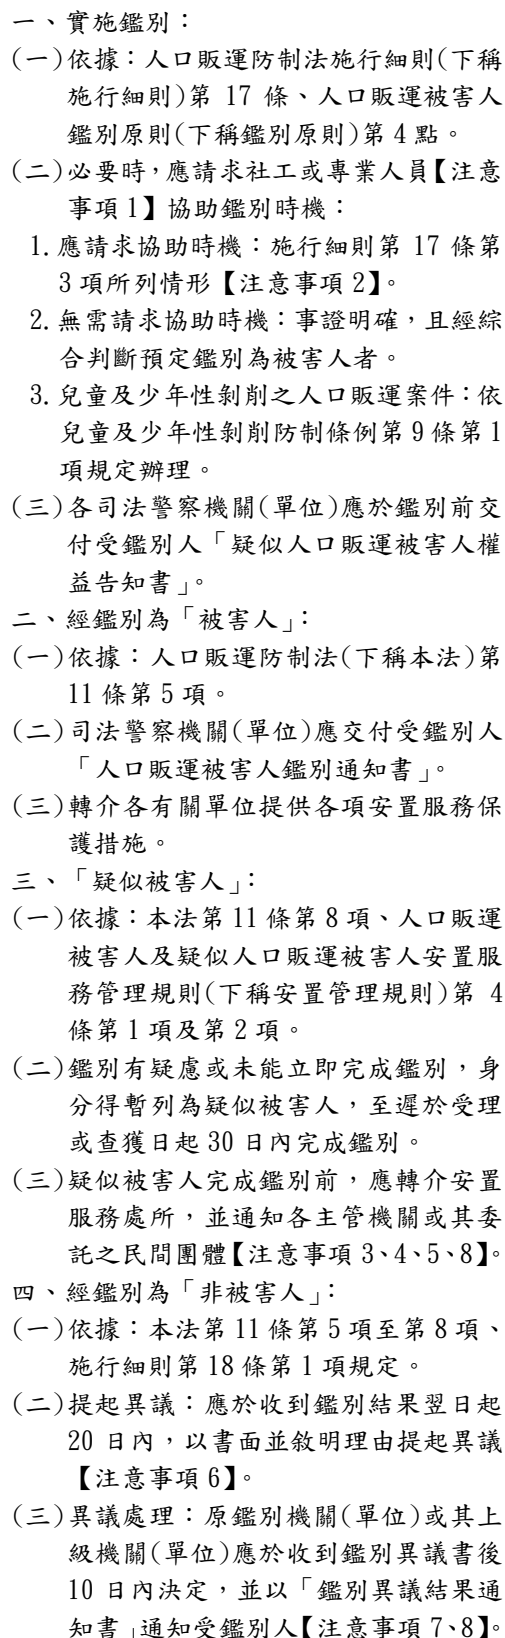 一、實施鑑別：
(一)依據：人口販運防制法施行細則(下稱
施行細則)第 17 條、人口販運被害人
鑑別原則(下稱鑑別原則)第 4 點。
(二)必要時，應請求社工或專業人員【注意
事項 1】協助鑑別時機：
1.應請求協助時機：施行細則第 17 條第
3 項所列情形【注意事項 2】。
2.無需請求協助時機：事證明確，且經綜
合判斷預定鑑別為被害人者。
3.兒童及少年性剝削之人口販運案件：依
兒童及少年性剝削防制條例第 9 條第 1
項規定辦理。
(三)各司法警察機關(單位)應於鑑別前交
付受鑑別人「疑似人口販運被害人權
益告知書」。
二、經鑑別為「被害人」：
(一)依據：人口販運防制法(下稱本法)第
11 條第 5 項。
(二)司法警察機關(單位)應交付受鑑別人
「人口販運被害人鑑別通知書」。
(三)轉介各有關單位提供各項安置服務保
護措施。
三、「疑似被害人」：
(一)依據：本法第 11 條第 8 項、人口販運
被害人及疑似人口販運被害人安置服
務管理規則(下稱安置管理規則)第 4
條第 1 項及第 2 項。
(二)鑑別有疑慮或未能立即完成鑑別，身
分得暫列為疑似被害人，至遲於受理
或查獲日起 30 日內完成鑑別。
(三)疑似被害人完成鑑別前，應轉介安置
服務處所，並通知各主管機關或其委
託之民間團體【注意事項 3、4、5、8】。
四、經鑑別為「非被害人」：
(一)依據：本法第 11 條第 5 項至第 8 項、
施行細則第 18 條第 1 項規定。
(二)提起異議：應於收到鑑別結果翌日起
20 日內，以書面並敘明理由提起異議
【注意事項 6】。
(三)異議處理：原鑑別機關(單位)或其上
級機關(單位)應於收到鑑別異議書後
10 日內決定，並以「鑑別異議結果通
知書」通知受鑑別人【注意事項 7、8】。